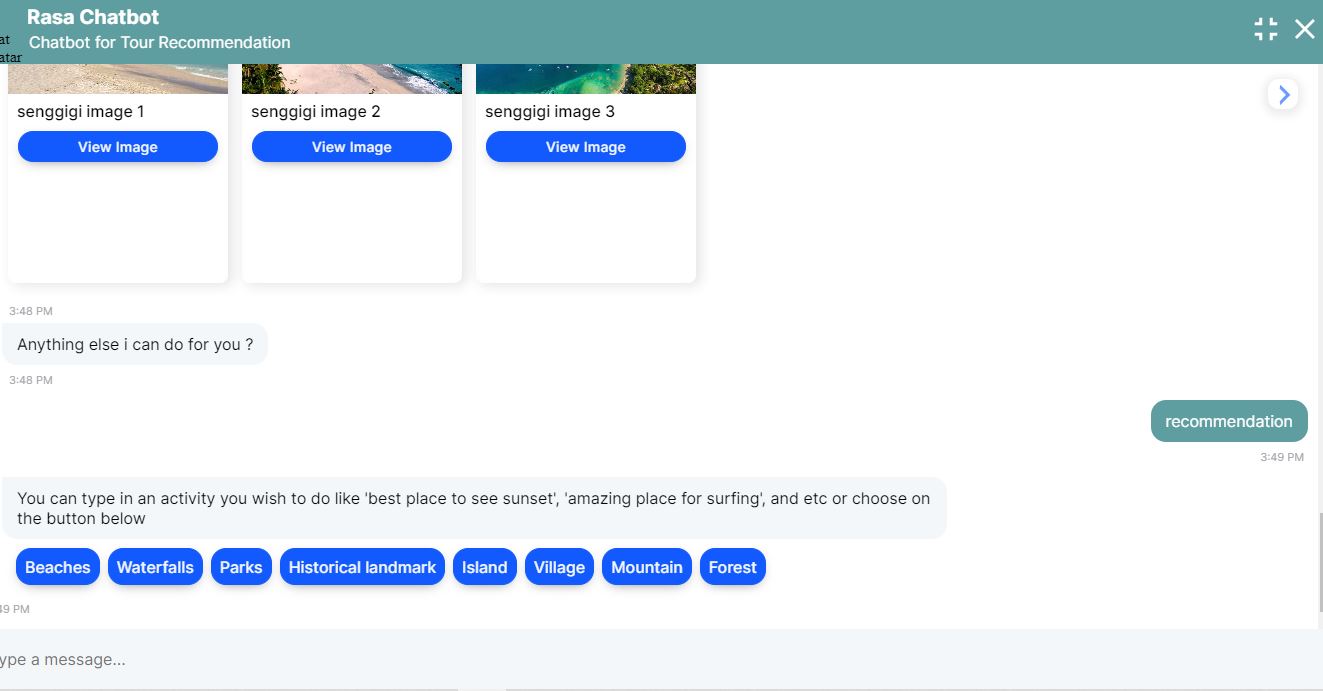 Rasa Chatbot
at
Chatbot for Tour Recommendation
atar
senggigi image 1
senggigi image 2
senggigi image 3
View Image
View Image
View Image
3:48 PM
Anything else i can do for you ?
3:48 PM
recommendation
3:49 PM
You can type in an activity you wish to do like 'best place to see sunset', 'amazing place for surfing', and etc or choose on
the button below
Beaches
Waterfalls
Parks
Historical landmark
Island
Village
Mountain
Forest
49 PM
ype a message...